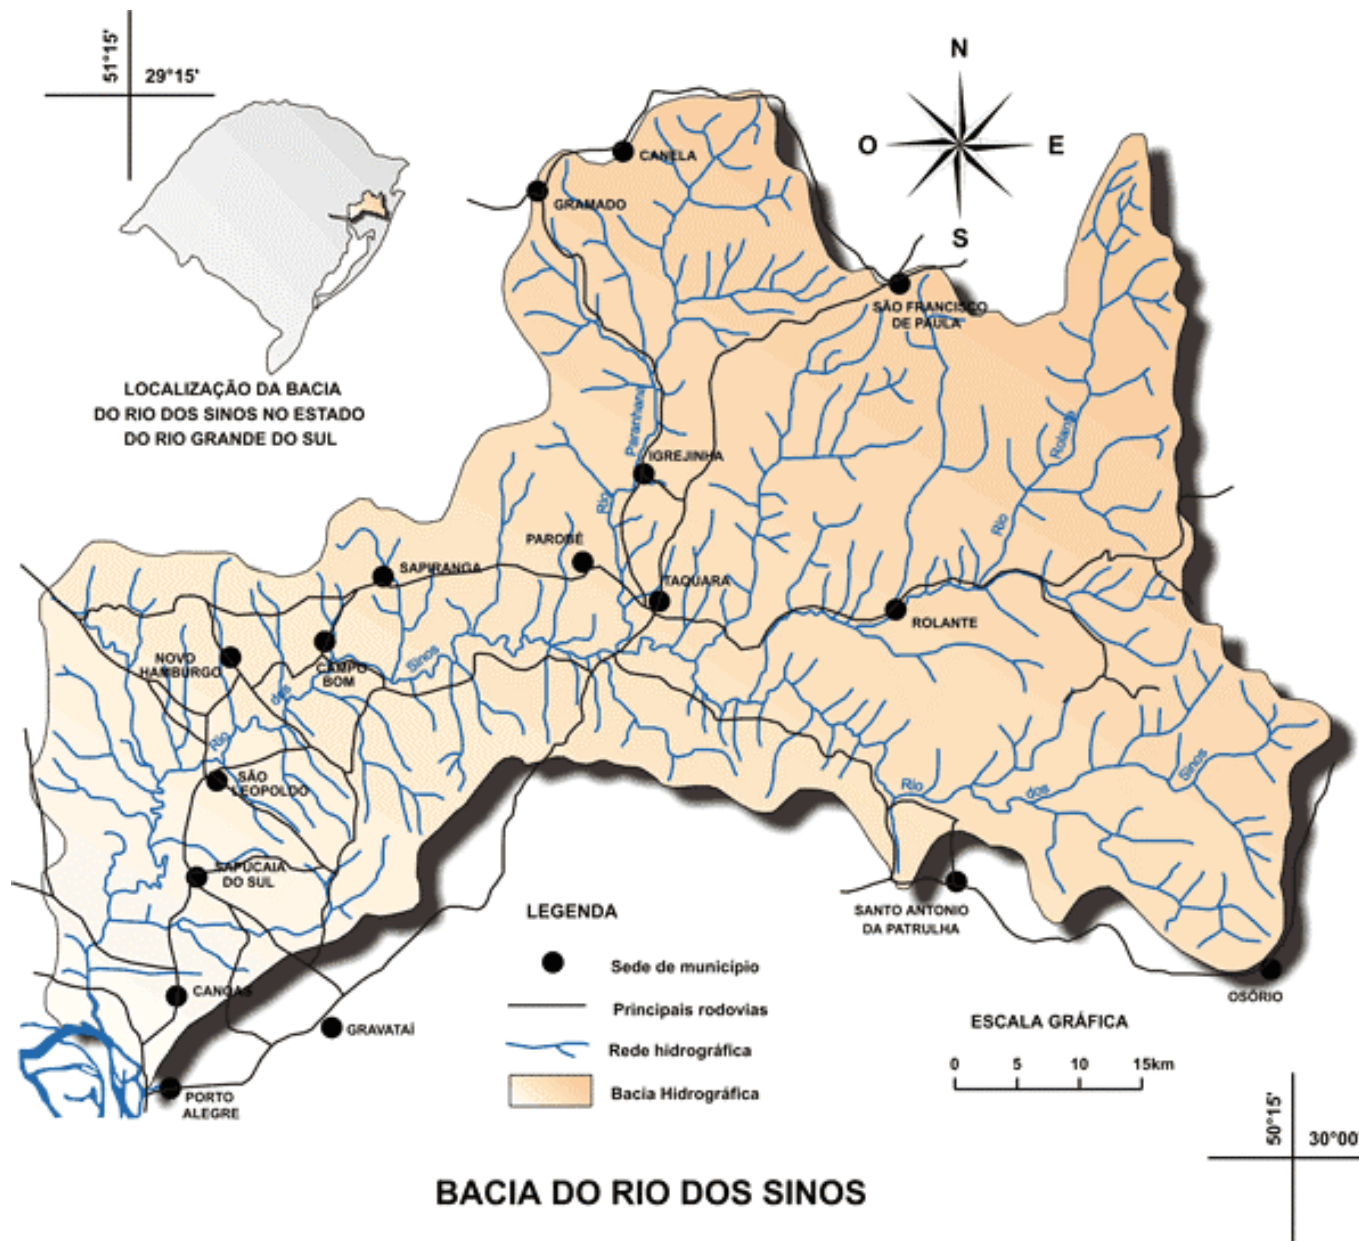 51°15'
29°15'
N
O
E
S
CANELA
GRAMADO
SÃO FRANCISCO
DE PAULA
LOCALIZAÇÃO DA BACIA
DO RIO DOS SINOS NO ESTADO
DO RIO GRANDE DO SUL
Paranhana
Rolante
IGREJINHA
Rio
Rio
PAROBÉ
SAPIRANGA
TAQUARA
ROLANTE
NOVO
HAMBURGO
CAMPO
BOM
Sinos
dos
Rio
SÃO
LEOPOLDO
Rio
dos
Sinos
SAPUCAIA
DO SUL
SANTO ANTONIO
DA PATRULHA
OSÓRIO
CANOAS
GRAVATAÍ
PORTO
ALEGRE
LEGENDA
Sede de município
Principais rodovias
Rede hidrográfica
Bacia Hidrográfica
ESCALA GRÁFICA
0 5 10 15km
50°15'
30°00'
BACIA DO RIO DOS SINOS